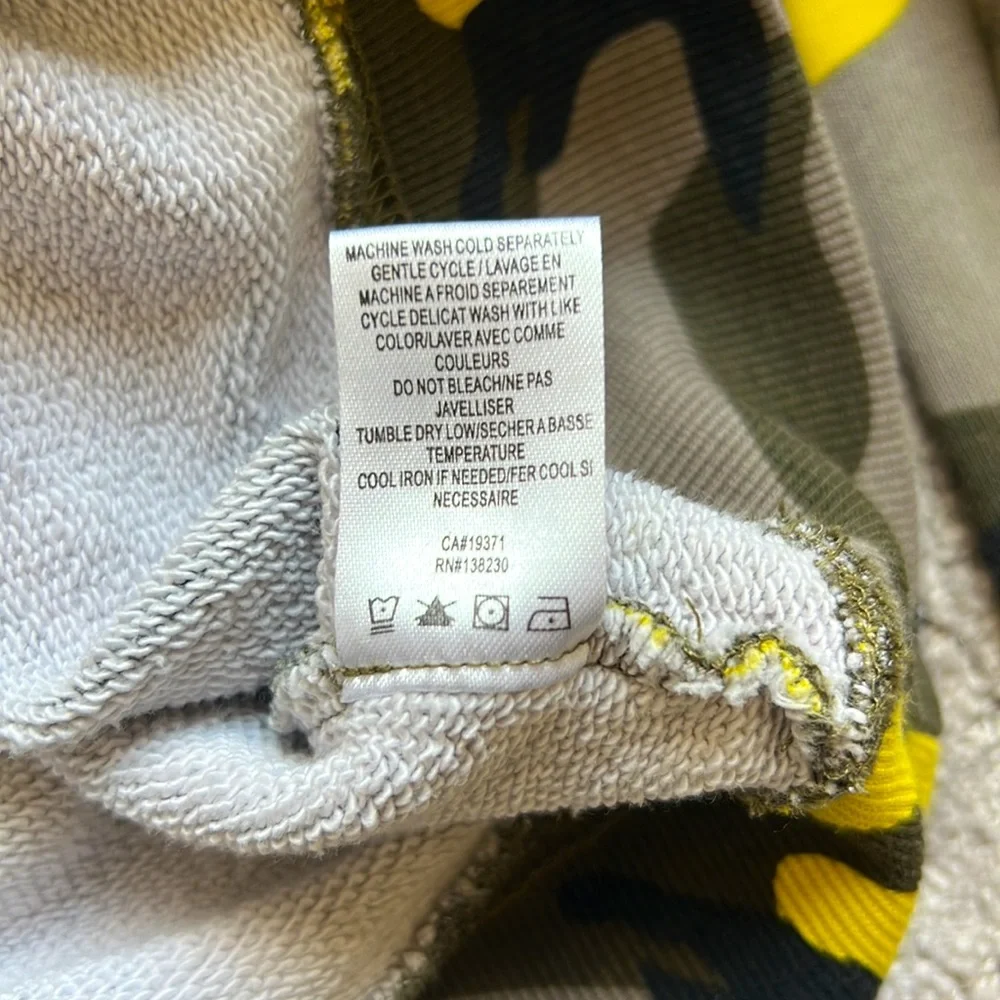 MACHINE WASH COLD SEPARATELY
GENTLE CYCLE / LAVAGE EN
MACHINE A FROID SEPAREMENT
CYCLE DELICAT WASH WITH LIKE
COLOR/LAVER AVEC COMME
COULEURS
DO NOT BLEACH/NE PAS
JAVELLISER
TUMBLE DRY LOW/SECHER A BASSE
TEMPERATURE
COOL IRON IF NEEDED/FER COOL SI
NECESSAIRE
CA#19371
RN#138230